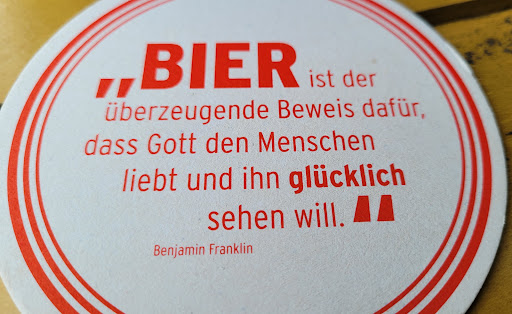 „BIER ist der
überzeugende Beweis dafür,
dass Gott den Menschen
liebt und ihn glücklich
sehen will."
Benjamin Franklin